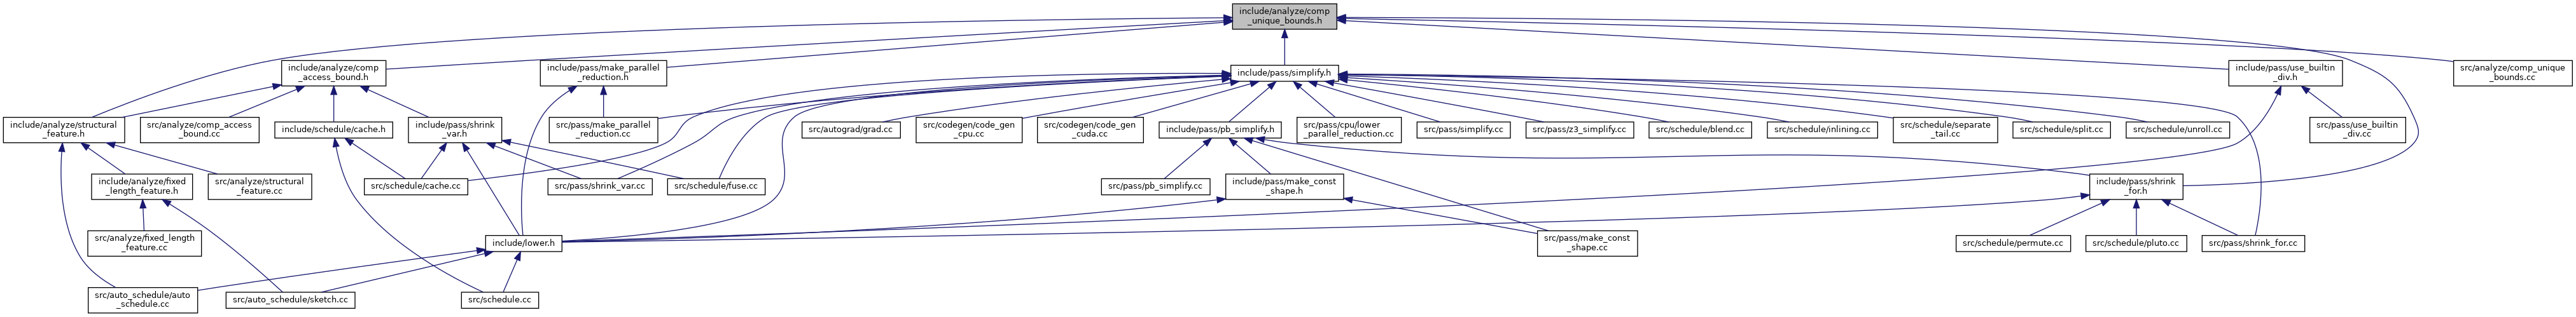 include/analyze/comp
_unique_bounds.h
include/analyze/comp
_access_bound.h
include/pass/make_parallel
_reduction.h
include/pass/simplify.h
include/pass/use_builtin
_div.h
src/analyze/comp_unique
_bounds.cc
include/analyze/structural
_feature.h
src/analyze/comp_access
_bound.cc
include/schedule/cache.h
include/pass/shrink
_var.h
src/pass/make_parallel
_reduction.cc
src/autograd/grad.cc
src/codegen/code_gen
_cpu.cc
src/codegen/code_gen
_cuda.cc
include/pass/pb_simplify.h
src/pass/cpu/lower
_parallel_reduction.cc
src/pass/simplify.cc
src/pass/z3_simplify.cc
src/schedule/blend.cc
src/schedule/inlining.cc
src/schedule/separate
_tail.cc
src/schedule/split.cc
src/schedule/unroll.cc
src/pass/use_builtin
_div.cc
include/analyze/fixed
_length_feature.h
src/analyze/structural
_feature.cc
src/schedule/cache.cc
src/pass/shrink_var.cc
src/schedule/fuse.cc
src/pass/pb_simplify.cc
include/pass/make_const
_shape.h
include/pass/shrink
_for.h
src/analyze/fixed_length
_feature.cc
include/lower.h
src/pass/make_const
_shape.cc
src/schedule/permute.cc
src/schedule/pluto.cc
src/pass/shrink_for.cc
src/auto_schedule/auto
_schedule.cc
src/auto_schedule/sketch.cc
src/schedule.cc